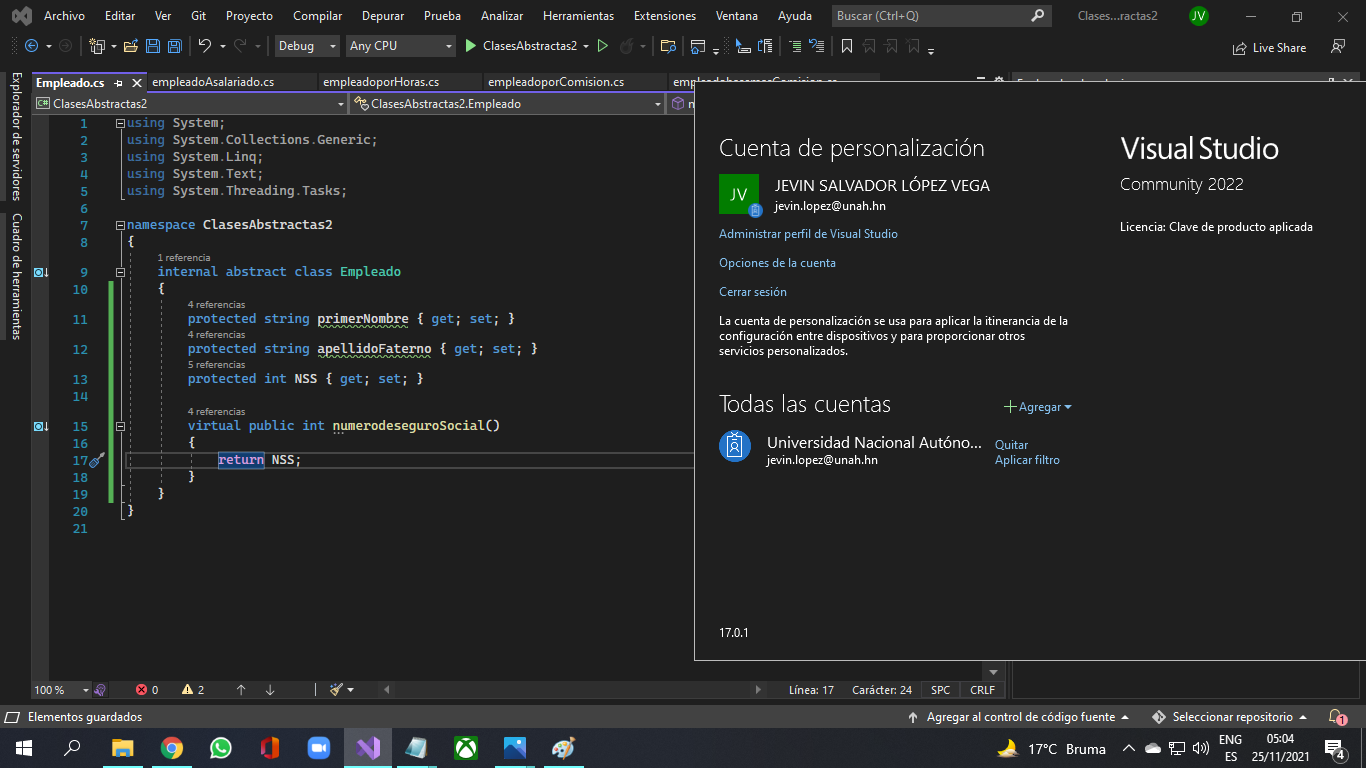 Archivo Editar Ver Git Proyecto Compilar Depurar Prueba Analizar Herramientas Extensiones Ventana Ayuda Buscar (Ctrl+Q) Clases...ractas2 JV
Debug Any CPU ClasesAbstractas2 Live Share
Explorador de servidores
Cuadro de herramientas
Empleado.cs empleadoAsalariado.cs empleadoporHoras.cs empleadoporComision.cs
ClasesAbstractas2 ClasesAbstractas2.Empleado
1 using System;
2 using System.Collections.Generic;
3 using System.Linq;
4 using System.Text;
5 using System.Threading.Tasks;
6
7 namespace ClasesAbstractas2
8 {
1 referencia
9 internal abstract class Empleado
10 {
4 referencias
11 protected string primerNombre { get; set; }
4 referencias
12 protected string apellidoFaterno { get; set; }
5 referencias
13 protected int NSS { get; set; }
14
4 referencias
15 virtual public int numerodeseguroSocial()
16 {
17 return NSS;
18 }
19 }
20 }
21
Cuenta de personalización
JV
JEVIN SALVADOR LÓPEZ VEGA
jevin.lopez@unah.hn
Administrar perfil de Visual Studio
Opciones de la cuenta
Cerrar sesión
La cuenta de personalización se usa para aplicar la itinerancia de la
configuración entre dispositivos y para proporcionar otros
servicios personalizados.
Todas las cuentas Agregar
Universidad Nacional Autóno... Quitar
jevin.lopez@unah.hn Aplicar filtro
17.0.1
Visual Studio
Community 2022
Licencia: Clave de producto aplicada
100 % 0 2 Línea: 17 Carácter: 24 SPC CRLF
Elementos guardados Agregar al control de código fuente Seleccionar repositorio 1
17°C Bruma ENG ES 05:04 25/11/2021 4